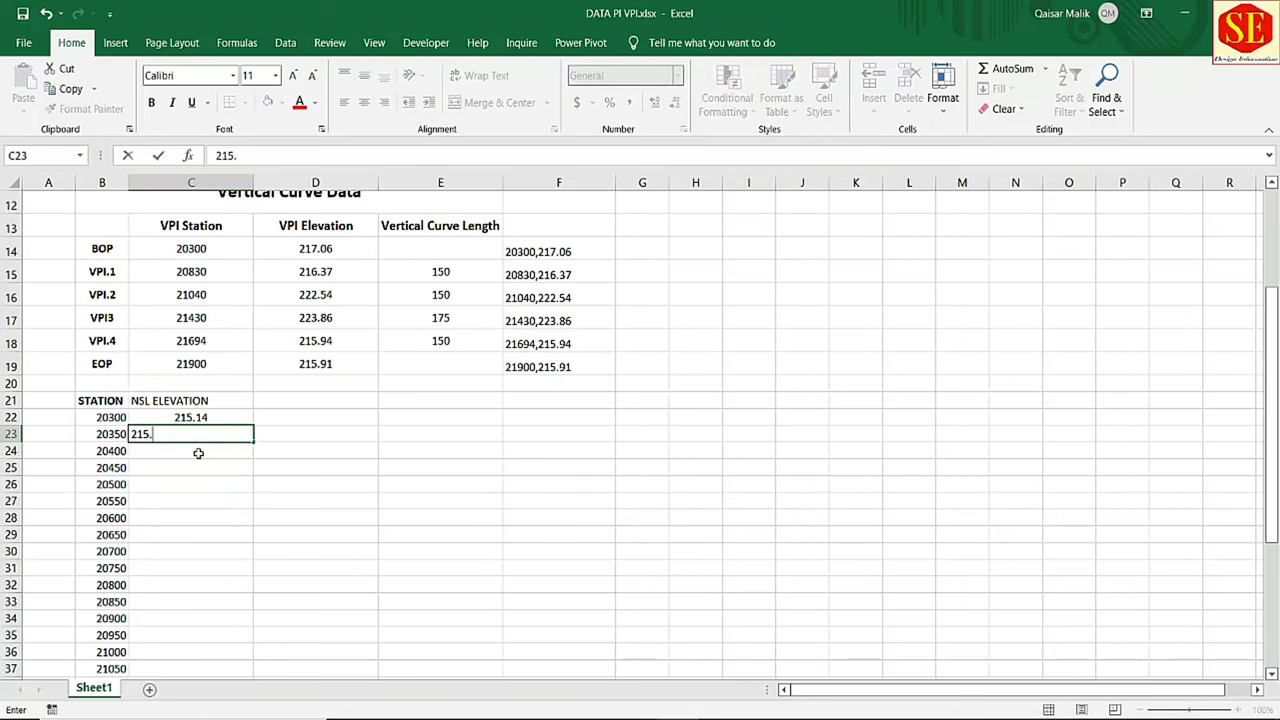 DATA PI VPI.xlsx - Excel
Qaisar Malik QM
SE
Design Information
File Home Insert Page Layout Formulas Data Review View Developer Help Inquire Power Pivot Tell me what you want to do
Paste
Cut
Copy
Format Painter
Clipboard
Calibri 11
B I U
Font
Wrap Text
Merge & Center
Alignment
General
$ % ,
Number
Conditional Formatting
Format as Table
Cell Styles
Styles
Insert Delete Format
Cells
AutoSum
Fill
Clear
Sort & Filter
Find & Select
Editing
C23 fx 215.
A B C D E F G H I J K L M N O P Q R
12 Vertical Curve Data
13 VPI Station VPI Elevation Vertical Curve Length
14 BOP 20300 217.06 20300,217.06
15 VPI.1 20830 216.37 150 20830,216.37
16 VPI.2 21040 222.54 150 21040,222.54
17 VPI3 21430 223.86 175 21430,223.86
18 VPI.4 21694 215.94 150 21694,215.94
19 EOP 21900 215.91 21900,215.91
20
21 STATION NSL ELEVATION
22 20300 215.14
23 20350 215.
24 20400
25 20450
26 20500
27 20550
28 20600
29 20650
30 20700
31 20750
32 20800
33 20850
34 20900
35 20950
36 21000
37 21050
Sheet1
Enter 100%